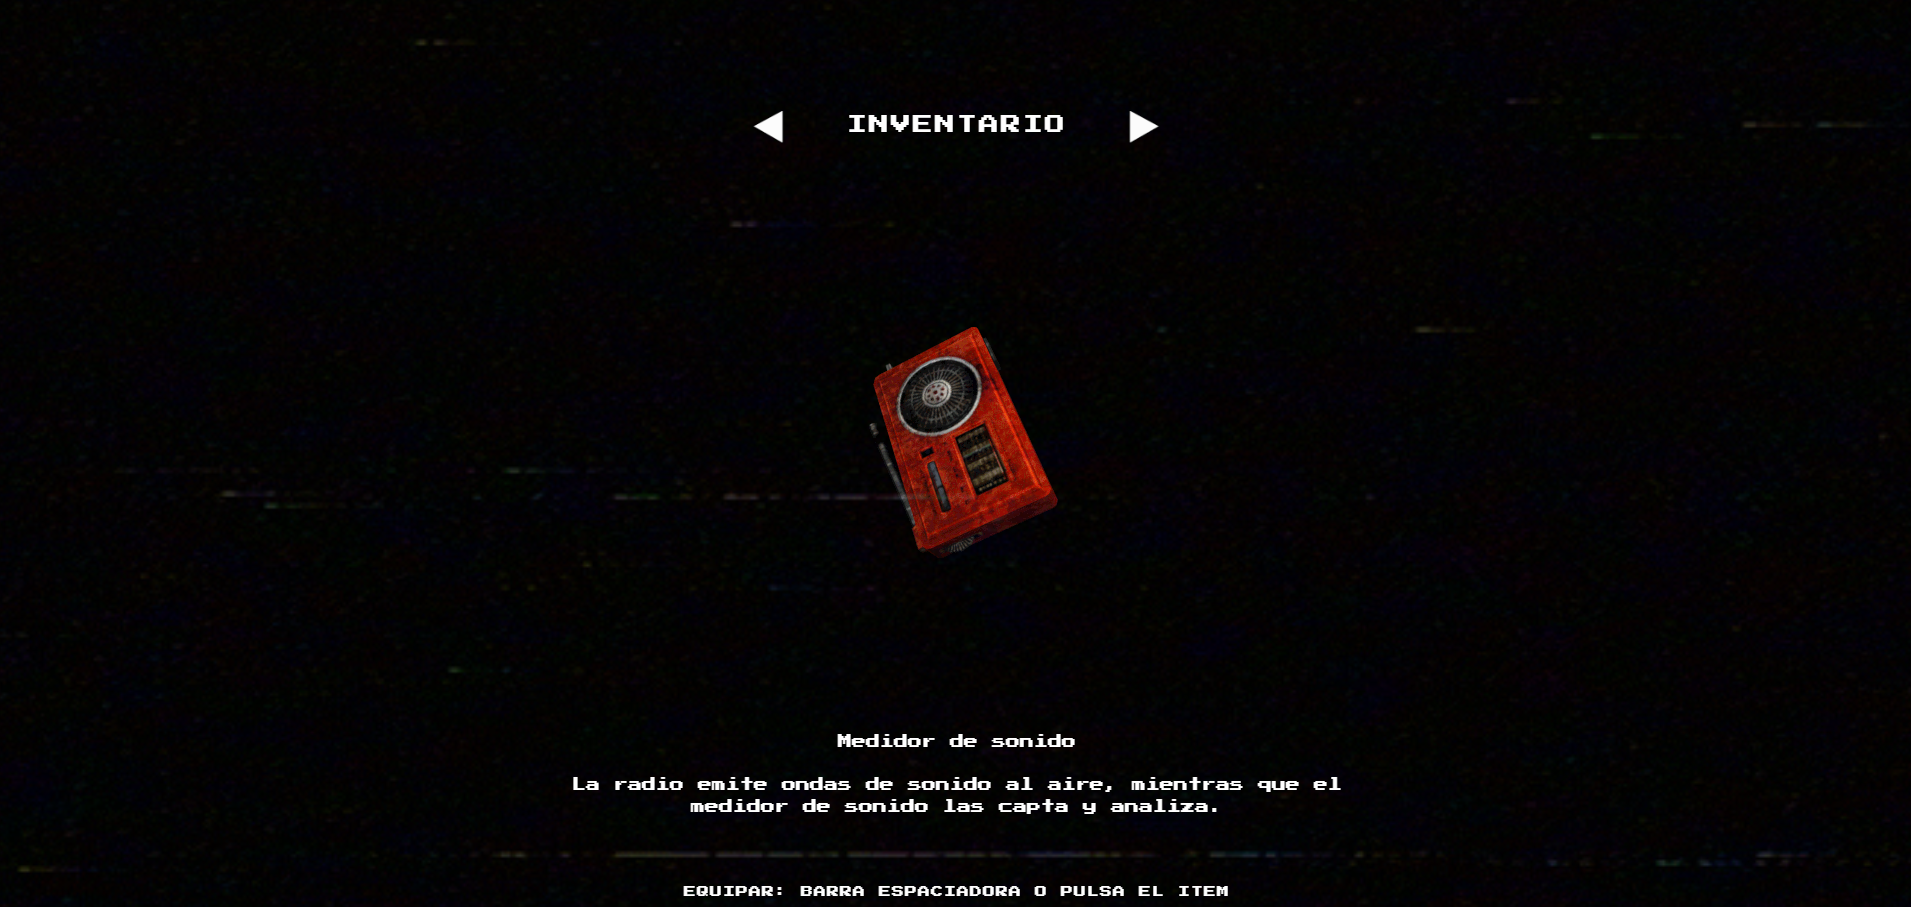 INVENTARIO
Medidor de sonido
La radio emite ondas de sonido al aire, mientras que el
medidor de sonido las capta y analiza.
EQUIPAR: BARRA ESPACIADORA O PULSA EL ITEM